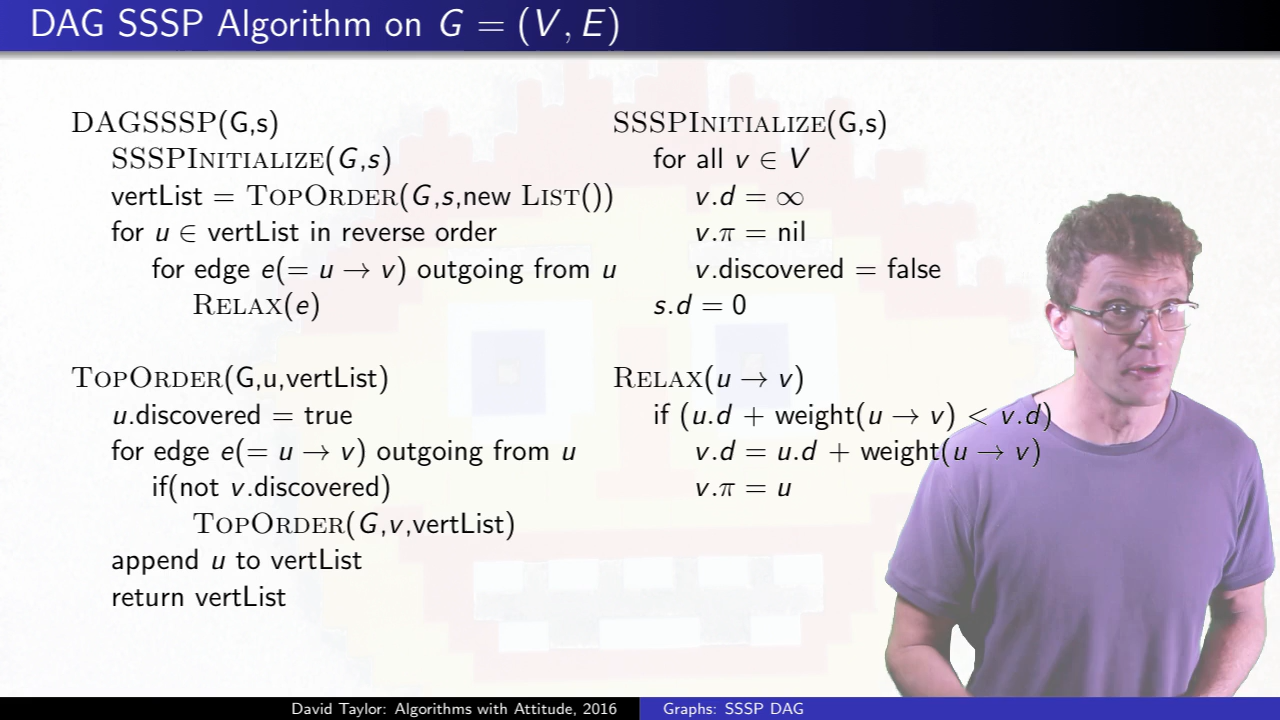 DAG SSSP Algorithm on G = (V, E)
DAGSSSP(G,s)
SSSPInitialize(G,s)
vertList = TopOrder(G,s,new List())
for u ∈ vertList in reverse order
for edge e(= u → v) outgoing from u
Relax(e)
TopOrder(G,u,vertList)
u.discovered = true
for edge e(= u → v) outgoing from u
if(not v.discovered)
TopOrder(G,v,vertList)
append u to vertList
return vertList
SSSPInitialize(G,s)
for all v ∈ V
v.d = ∞
v.π = nil
v.discovered = false
s.d = 0
Relax(u → v)
if (u.d + weight(u → v) < v.d)
v.d = u.d + weight(u → v)
v.π = u
David Taylor: Algorithms with Attitude, 2016
Graphs: SSSP DAG